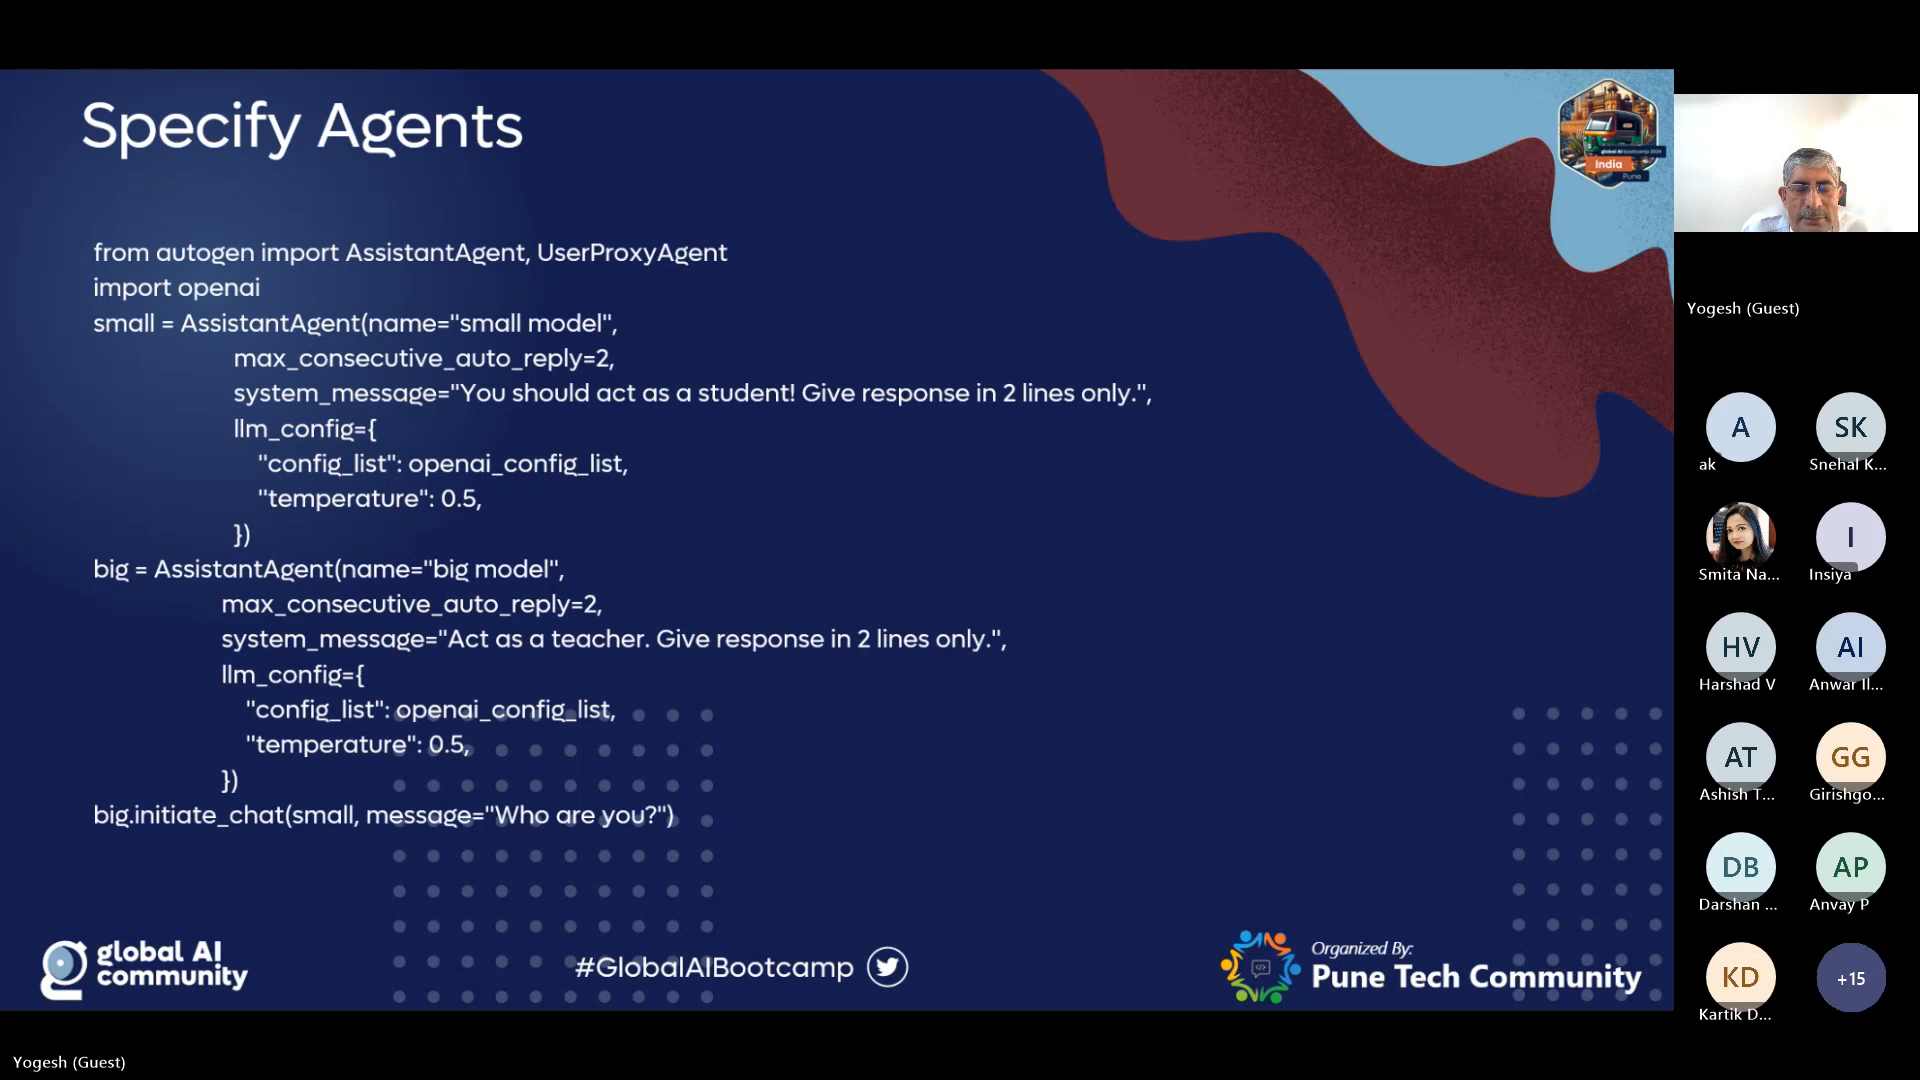 Specify Agents
from autogen import AssistantAgent, UserProxyAgent
import openai
small = AssistantAgent(name="small model",
max_consecutive_auto_reply=2,
system_message="You should act as a student! Give response in 2 lines only.",
llm_config={
"config_list": openai_config_list,
"temperature": 0.5,
})
big = AssistantAgent(name="big model",
max_consecutive_auto_reply=2,
system_message="Act as a teacher. Give response in 2 lines only.",
llm_config={
"config_list": openai_config_list,
"temperature": 0.5,
})
big.initiate_chat(small, message="Who are you?")
global AI
community
#GlobalAIBootcamp
Organized By:
Pune Tech Community
global AI bootcamp 2024
India
Pune
Yogesh (Guest)
A
ak
SK
Snehal K...
Smita Na...
I
Insiya
HV
Harshad V
AI
Anwar Il...
AT
Ashish T...
GG
Girishgo...
DB
Darshan ...
AP
Anvay P
KD
Kartik D...
+15
Yogesh (Guest)